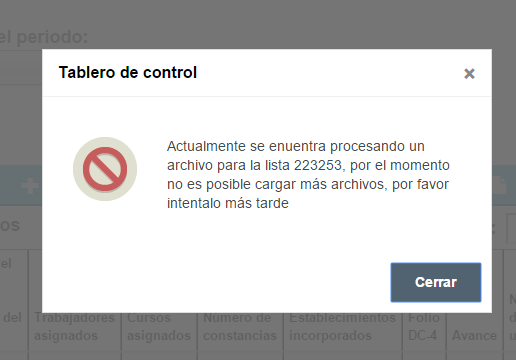 el periodo:
Tablero de control
×
Actualmente se enuentra procesando un
archivo para la lista 223253, por el momento
no es posible cargar más archivos, por favor
intentalo más tarde
Cerrar
os
el
del Trabajadores Cursos Número de Establecimientos Folio
asignados asignados constancias incorporados DC-4 Avance